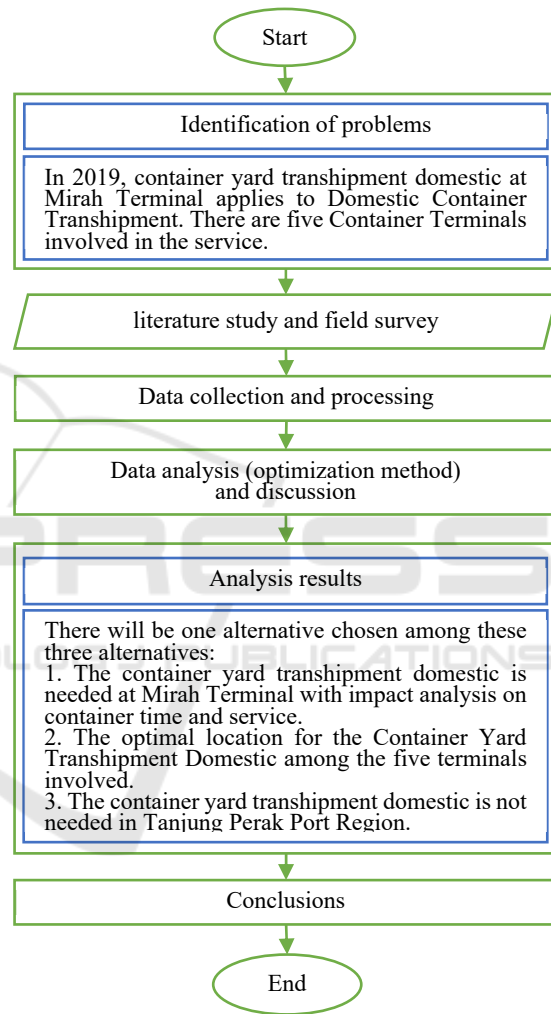 Start
Identification of problems
In 2019, container yard transhipment domestic at
Mirah Terminal applies to Domestic Container
Transhipment. There are five Container Terminals
involved in the service.
literature study and field survey
Data collection and processing
Data analysis (optimization method)
and discussion
PRESS
Analysis results
There will be one alternative chosen among these
three alternatives:
OLOGY PUBLICATIONS
1. The container yard transhipment domestic is
needed at Mirah Terminal with impact analysis on
container time and service.
2. The optimal location for the Container Yard
Transhipment Domestic among the five terminals
involved.
3. The container yard transhipment domestic is not
needed in Tanjung Perak Port Region.
Conclusions
End